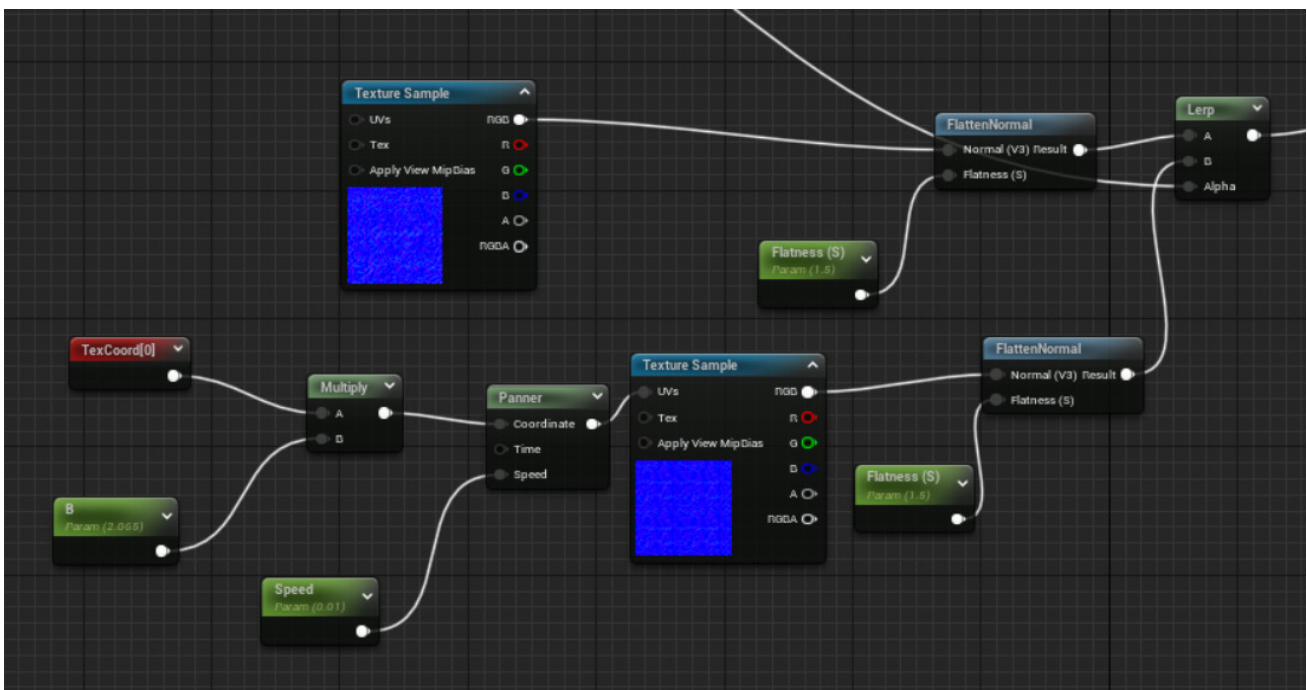 Texture Sample
UVs RGB
Tex R
Apply View MipBias G
B
A
RGBA
FlattenNormal
Normal (V3) Result
Flatness (S)
Lerp
A
B
Alpha
Flatness (S)
Param (1.5)
TexCoord[0]
Multiply
A
B
Panner
Coordinate
Time
Speed
Texture Sample
UVs RGB
Tex R
Apply View MipBias G
B
A
RGBA
FlattenNormal
Normal (V3) Result
Flatness (S)
Flatness (S)
Param (1.5)
B
Param (2.065)
Speed
Param (0.01)